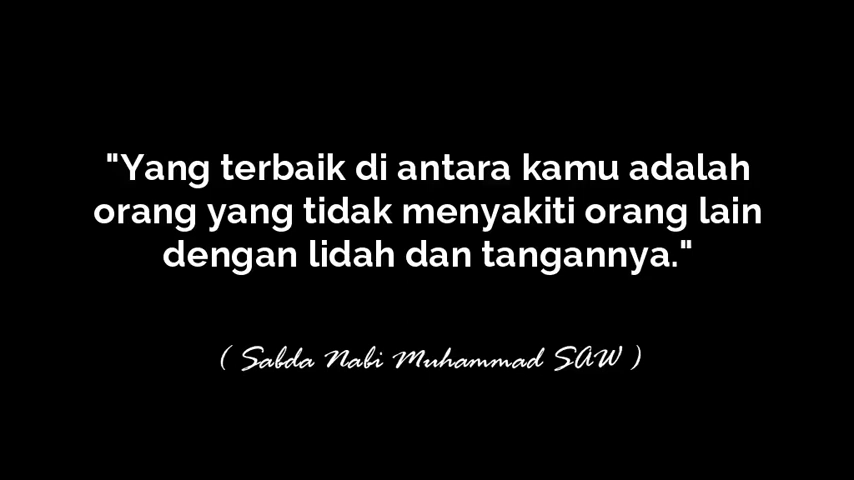 "Yang terbaik di antara kamu adalah
orang yang tidak menyakiti orang lain
dengan lidah dan tangannya."
( Sabda Nabi Muhammad SAW )